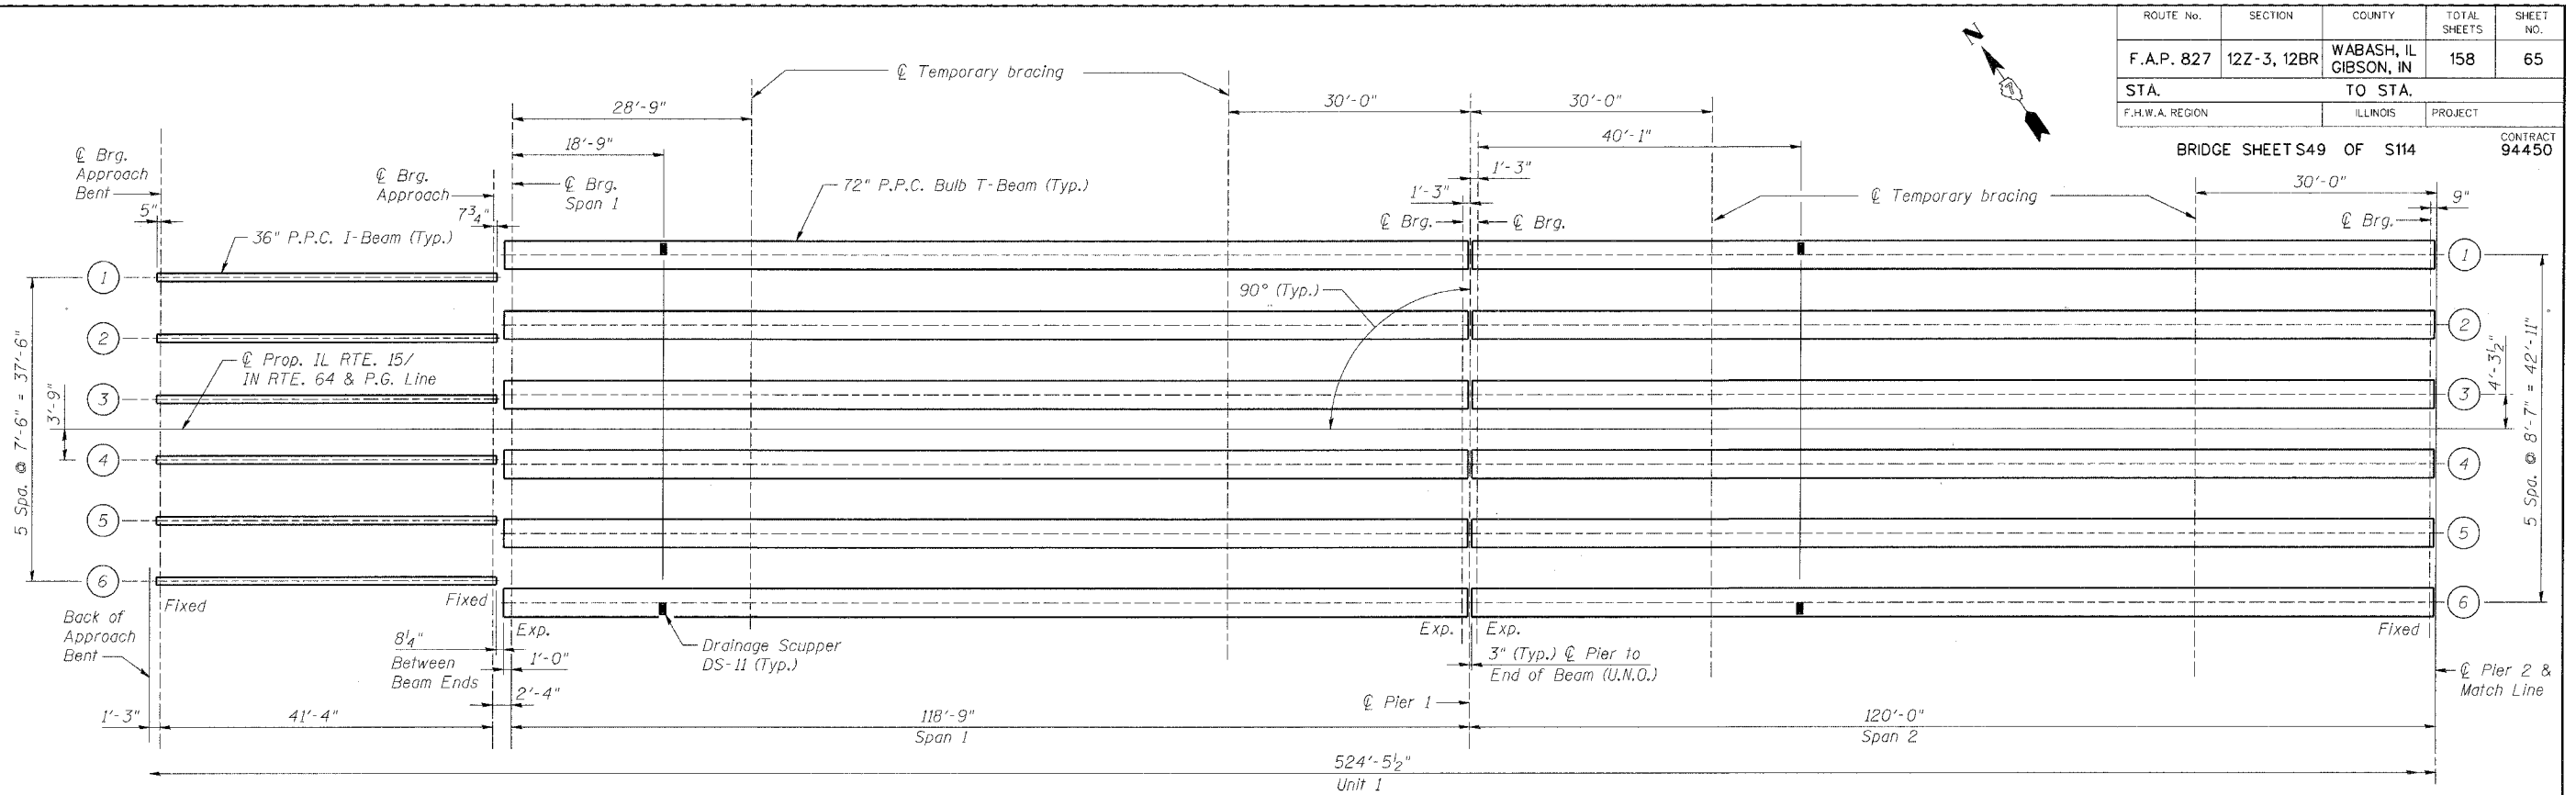 ROUTE No.
SECTION
COUNTY
TOTAL SHEETS
SHEET NO.
F.A.P. 827
12Z-3, 12BR
WABASH, IL
GIBSON, IN
158
65
STA.
TO STA.
F.H.W.A. REGION
ILLINOIS
PROJECT
CONTRACT
94450
BRIDGE SHEET S49 OF S114
N
7
℄ Temporary bracing
28'-9"
30'-0"
30'-0"
18'-9"
40'-1"
℄ Brg.
Approach
Bent
℄ Brg.
Approach
℄ Brg.
Span 1
72" P.P.C. Bulb T-Beam (Typ.)
1'-3"
1'-3"
℄ Temporary bracing
30'-0"
9"
5"
7¾"
36" P.P.C. I-Beam (Typ.)
℄ Brg.
℄ Brg.
℄ Brg.
1
1
90° (Typ.)
2
2
℄ Prop. IL RTE. 15/
IN RTE. 64 & P.G. Line
3
3
5 Spa. @ 7'-6" = 37'-6"
3'-9"
4'-3½"
5 Spa. @ 8'-7" = 42'-11"
4
4
5
5
6
6
Fixed
Fixed
Exp.
Exp.
Exp.
Fixed
Back of
Approach
Bent
8¼"
Between
Beam Ends
1'-0"
2'-4"
Drainage Scupper
DS-11 (Typ.)
3" (Typ.) ℄ Pier to
End of Beam (U.N.O.)
℄ Pier 1
℄ Pier 2 &
Match Line
1'-3"
41'-4"
118'-9"
Span 1
120'-0"
Span 2
524'-5½"
Unit 1